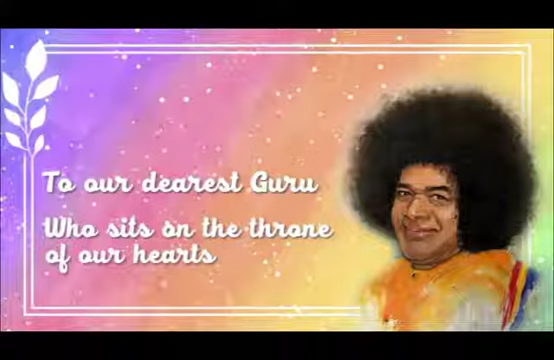 To our dearest Guru
Who sits on the throne
of our hearts